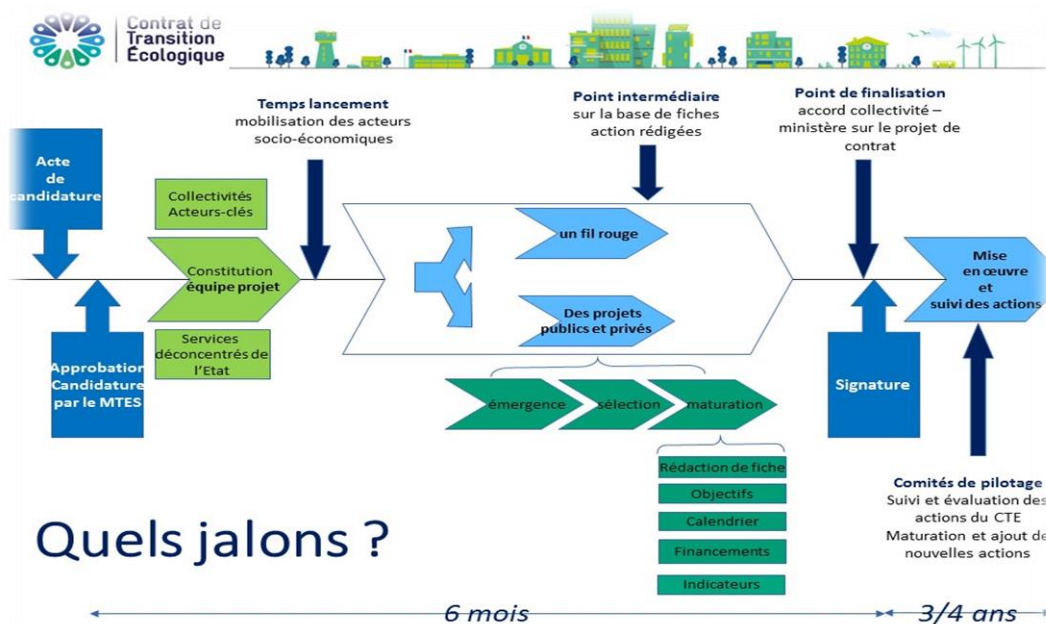 Contrat de
Transition
Écologique
Temps lancement
mobilisation des acteurs
socio-économiques
Point intermédiaire
sur la base de fiches
action rédigées
Point de finalisation
accord collectivité –
ministère sur le projet de
contrat
Acte
de
candidature
Collectivités
Acteurs-clés
Constitution
équipe projet
Services
déconcentrés de
l'Etat
Approbation
Candidature
par le MTES
un fil rouge
Des projets
publics et privés
Mise
en œuvre
et
suivi des actions
Signature
émergence
sélection
maturation
Rédaction de fiche
Objectifs
Calendrier
Financements
Indicateurs
Comités de pilotage
Suivi et évaluation des
actions du CTE
Maturation et ajout de
nouvelles actions
Quels jalons ?
6 mois
3/4 ans